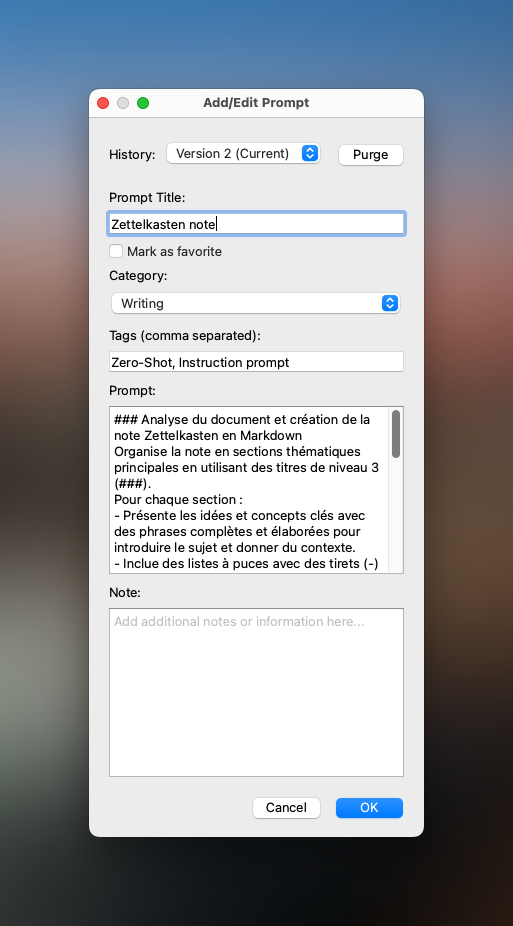 Add/Edit Prompt
History: Version 2 (Current) Purge
Prompt Title:
Zettelkasten note
Mark as favorite
Category:
Writing
Tags (comma separated):
Zero-Shot, Instruction prompt
Prompt:
### Analyse du document et création de la
note Zettelkasten en Markdown
Organise la note en sections thématiques
principales en utilisant des titres de niveau 3
(###).
Pour chaque section :
- Présente les idées et concepts clés avec
des phrases complètes et élaborées pour
introduire le sujet et donner du contexte.
- Inclue des listes à puces avec des tirets (-)
Note:
Add additional notes or information here...
Cancel OK